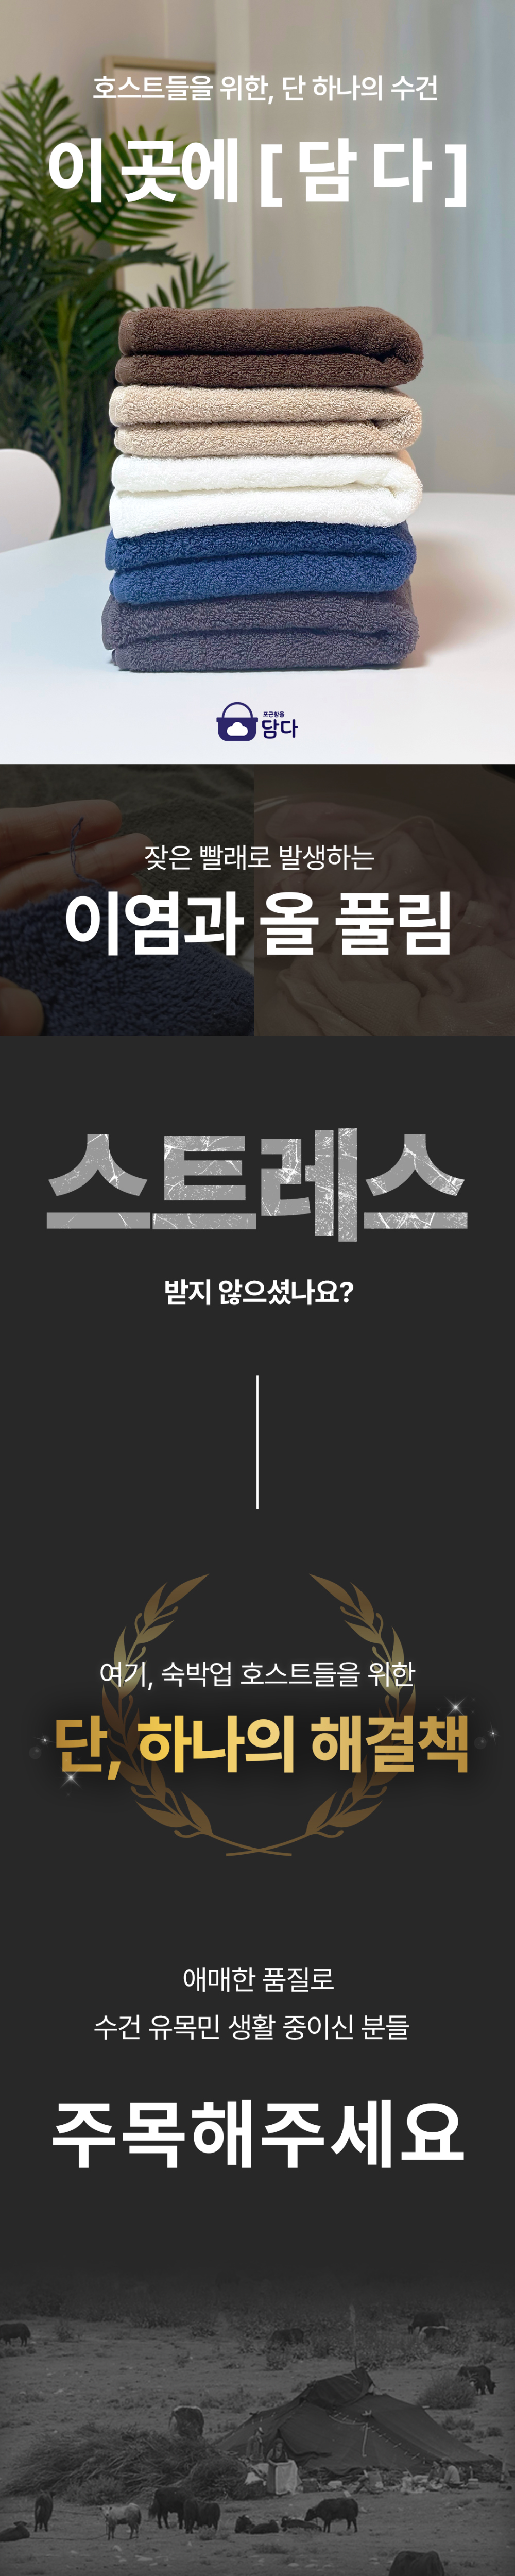 호스트들을 위한, 단 하나의 수건
이 곳에 [ 담 다 ]
포근함을
담다
잦은 빨래로 발생하는
이염과 올 풀림
스트레스
받지 않으셨나요?
여기, 숙박업 호스트들을 위한
단, 하나의 해결책
애매한 품질로
수건 유목민 생활 중이신 분들
주목해주세요